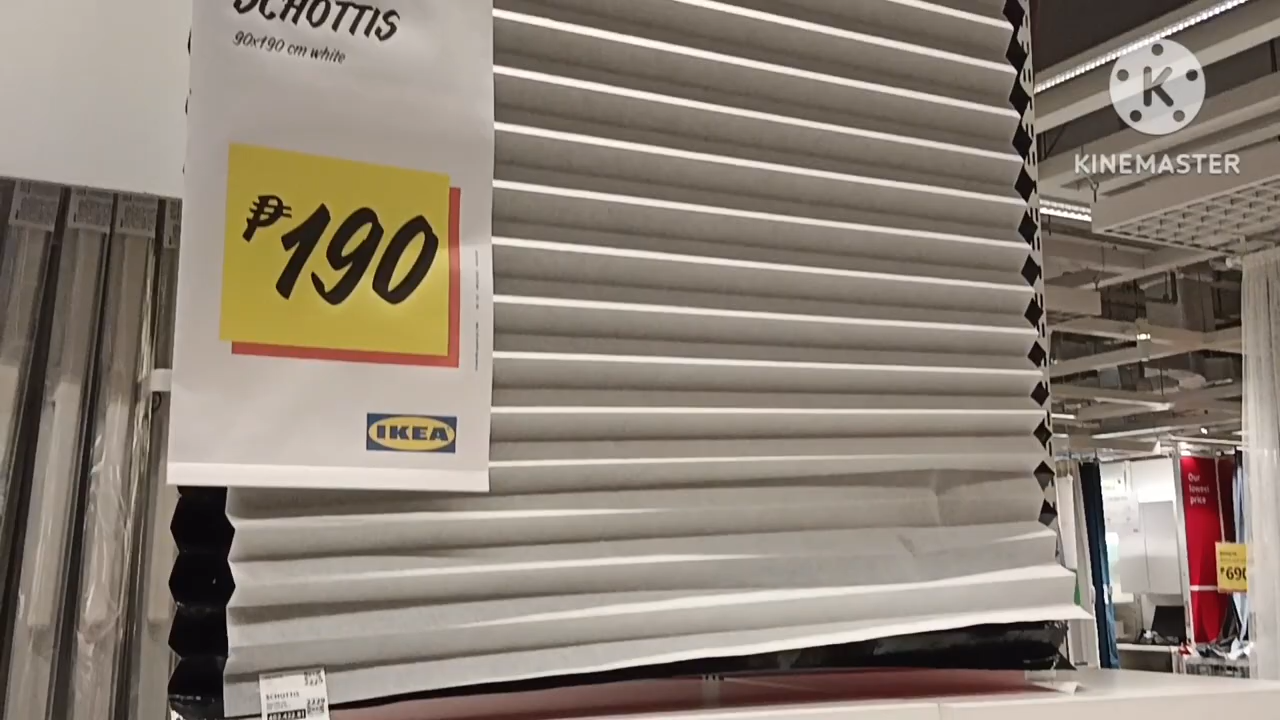 SCHOTTIS
90x190 cm white
₱190
IKEA
K
KINEMASTER
Our
lowest
price
₱690
SCHOTTIS